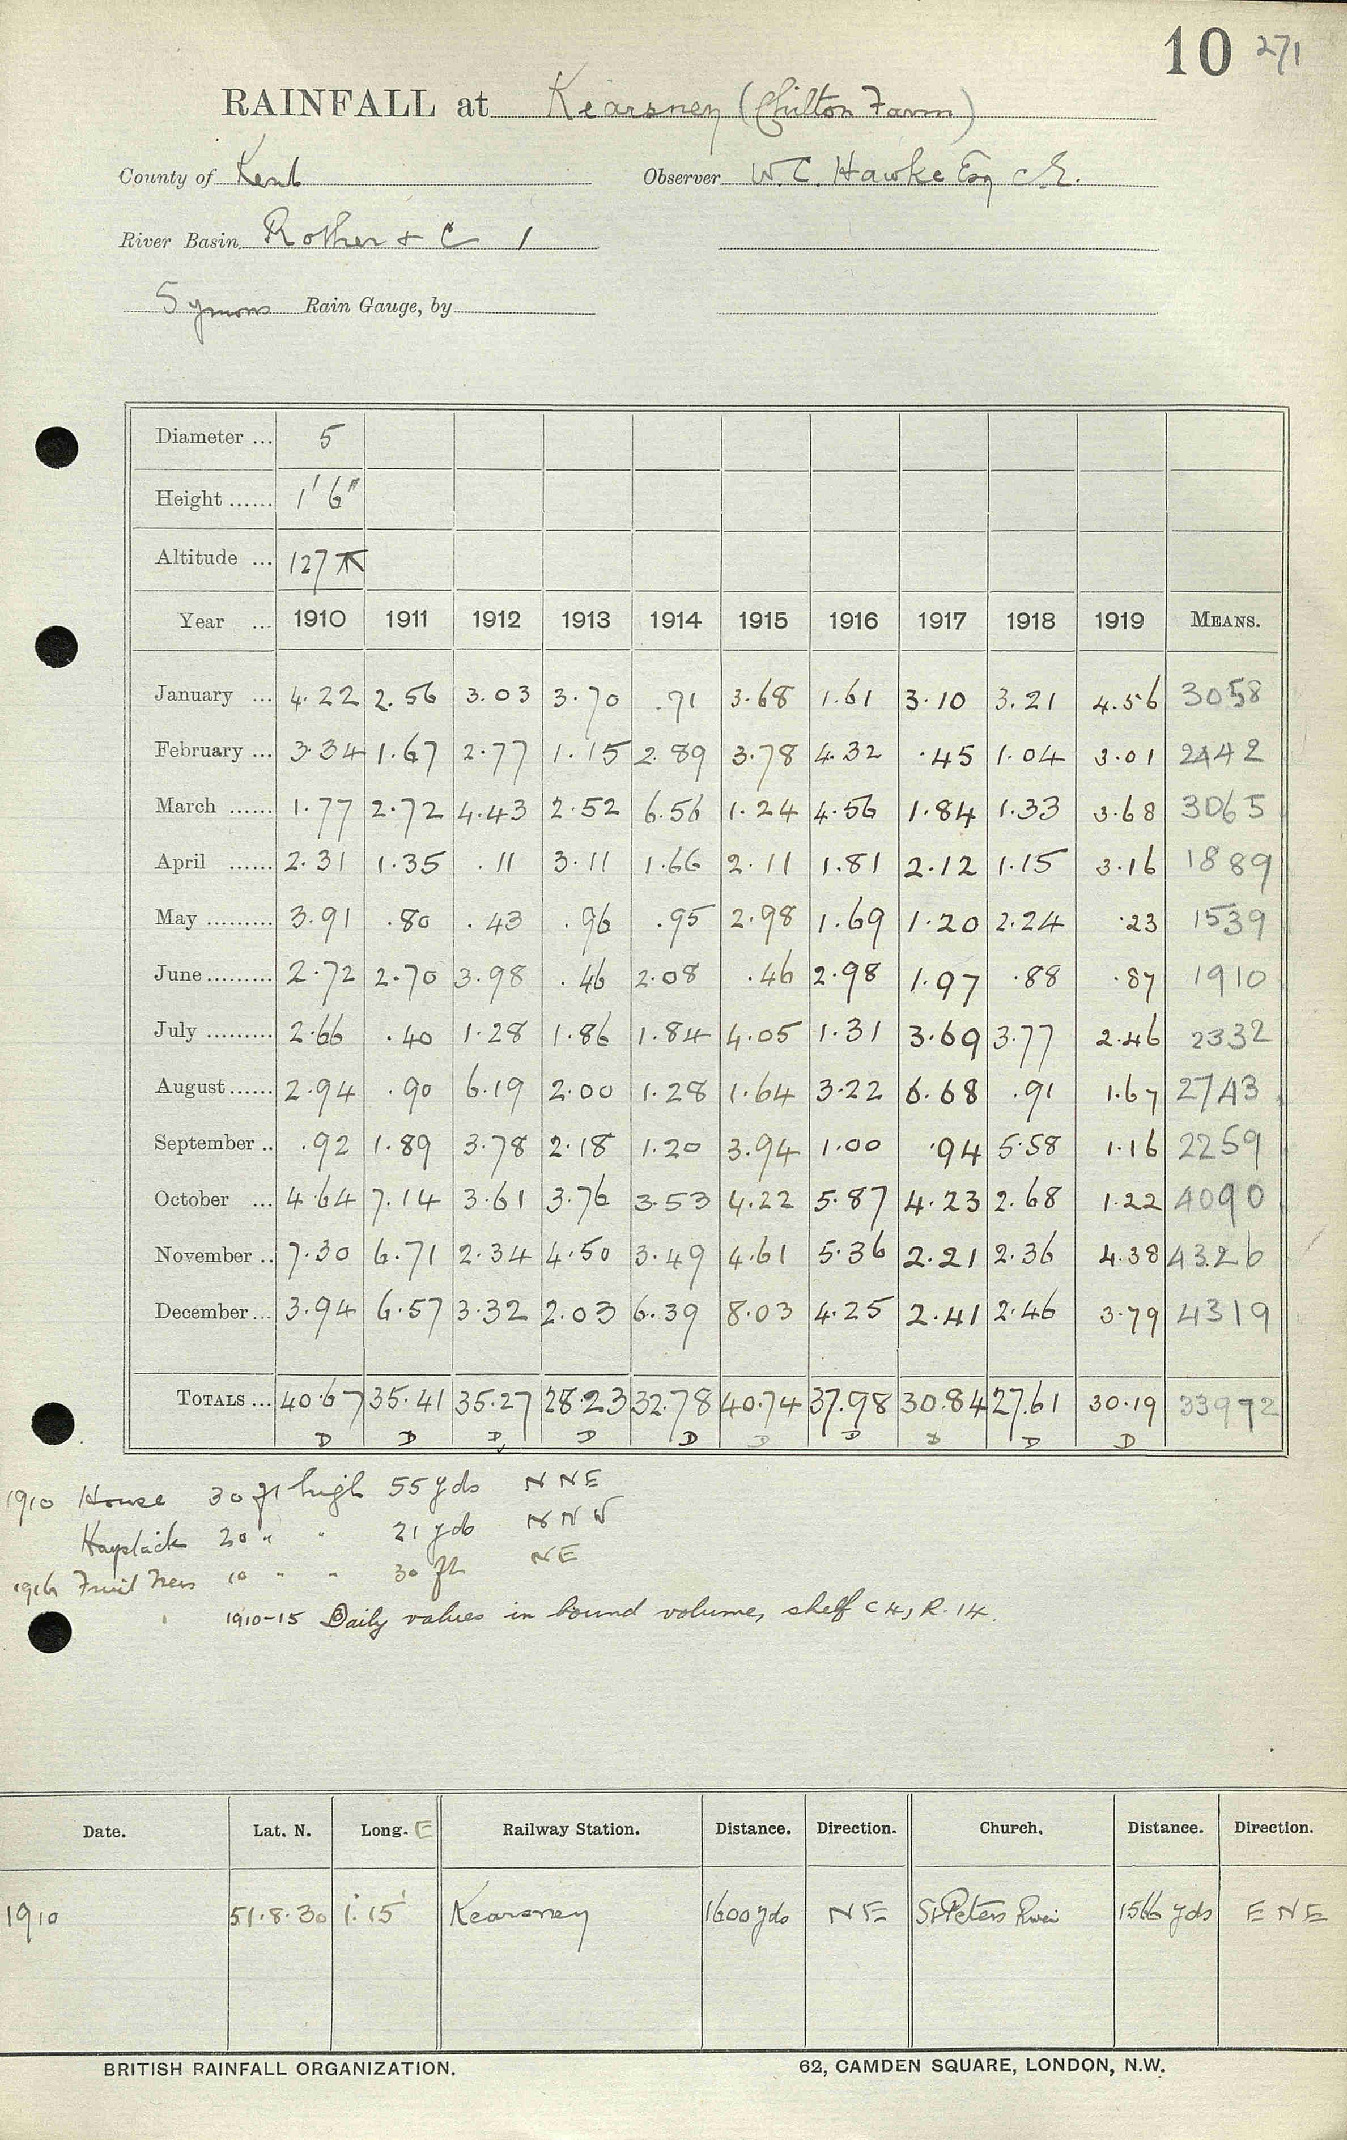 10 271
RAINFALL at Kearsney (Chilton Farm)
County of Kent Observer W.C. Hawke Esq C.E.
River Basin Rother & C 1
Symons Rain Gauge, by
Diameter ... 5
Height ...... 1' 6"
Altitude ... 127 ft
Year ... 1910 1911 1912 1913 1914 1915 1916 1917 1918 1919 MEANS.
January ... 4.22 2.56 3.03 3.70 .71 3.68 1.61 3.10 3.21 4.56 3058
February ... 3.34 1.67 2.77 1.15 2.89 3.78 4.32 .45 1.04 3.01 2442
March ...... 1.77 2.72 4.43 2.52 6.56 1.24 4.56 1.84 1.33 3.68 3065
April ...... 2.31 1.35 .11 3.11 1.66 2.11 1.81 2.12 1.15 3.16 1889
May ......... 3.91 .80 .43 .96 .95 2.98 1.69 1.20 2.24 .23 1539
June ......... 2.72 2.70 3.98 .46 2.08 .46 2.98 1.97 .88 .87 1910
July ......... 2.66 .40 1.28 1.86 1.84 4.05 1.31 3.69 3.77 2.46 2332
August ...... 2.94 .90 6.19 2.00 1.28 1.64 3.22 6.68 .91 1.67 2743
September .. .92 1.89 3.78 2.18 1.20 3.94 1.00 .94 5.58 1.16 2259
October ... 4.64 7.14 3.61 3.76 3.53 4.22 5.87 4.23 2.68 1.22 4090
November .. 7.30 6.71 2.34 4.50 3.49 4.61 5.36 2.21 2.36 4.38 4326
December ... 3.94 6.57 3.32 2.03 6.39 8.03 4.25 2.41 2.46 3.79 4319
TOTALS ... 40.67 35.41 35.27 28.23 32.78 40.74 37.98 30.84 27.61 30.19 33972
D D D D D D D D D D
1910 House 30 ft high 55 yds N N E
Haystack 20 " " 21 yds N N W
1916 Fruit Trees 10 " " 30 ft NE
1910-15 Daily values in bound volume, shelf C4, R.14.
Date. Lat. N. Long. E Railway Station. Distance. Direction. Church. Distance. Direction.
1910 51.8.30 1.15' Kearsney 1600 yds NE St Peters 1566 yds E N E
BRITISH RAINFALL ORGANIZATION. 62, CAMDEN SQUARE, LONDON, N.W.